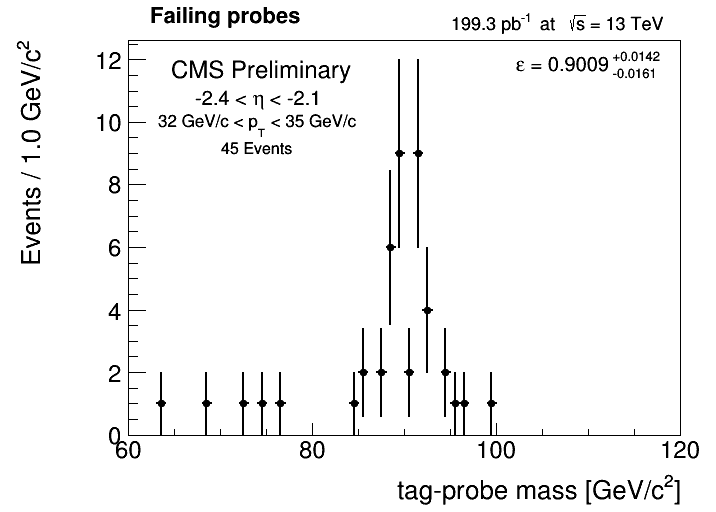 Failing probes
199.3 pb⁻¹ at √s = 13 TeV
CMS Preliminary
ε = 0.9009 +0.0142 -0.0161
-2.4 < η < -2.1
32 GeV/c < p_T < 35 GeV/c
45 Events
Events / 1.0 GeV/c²
12
10
8
6
4
2
0
60 80 100 120
tag-probe mass [GeV/c²]